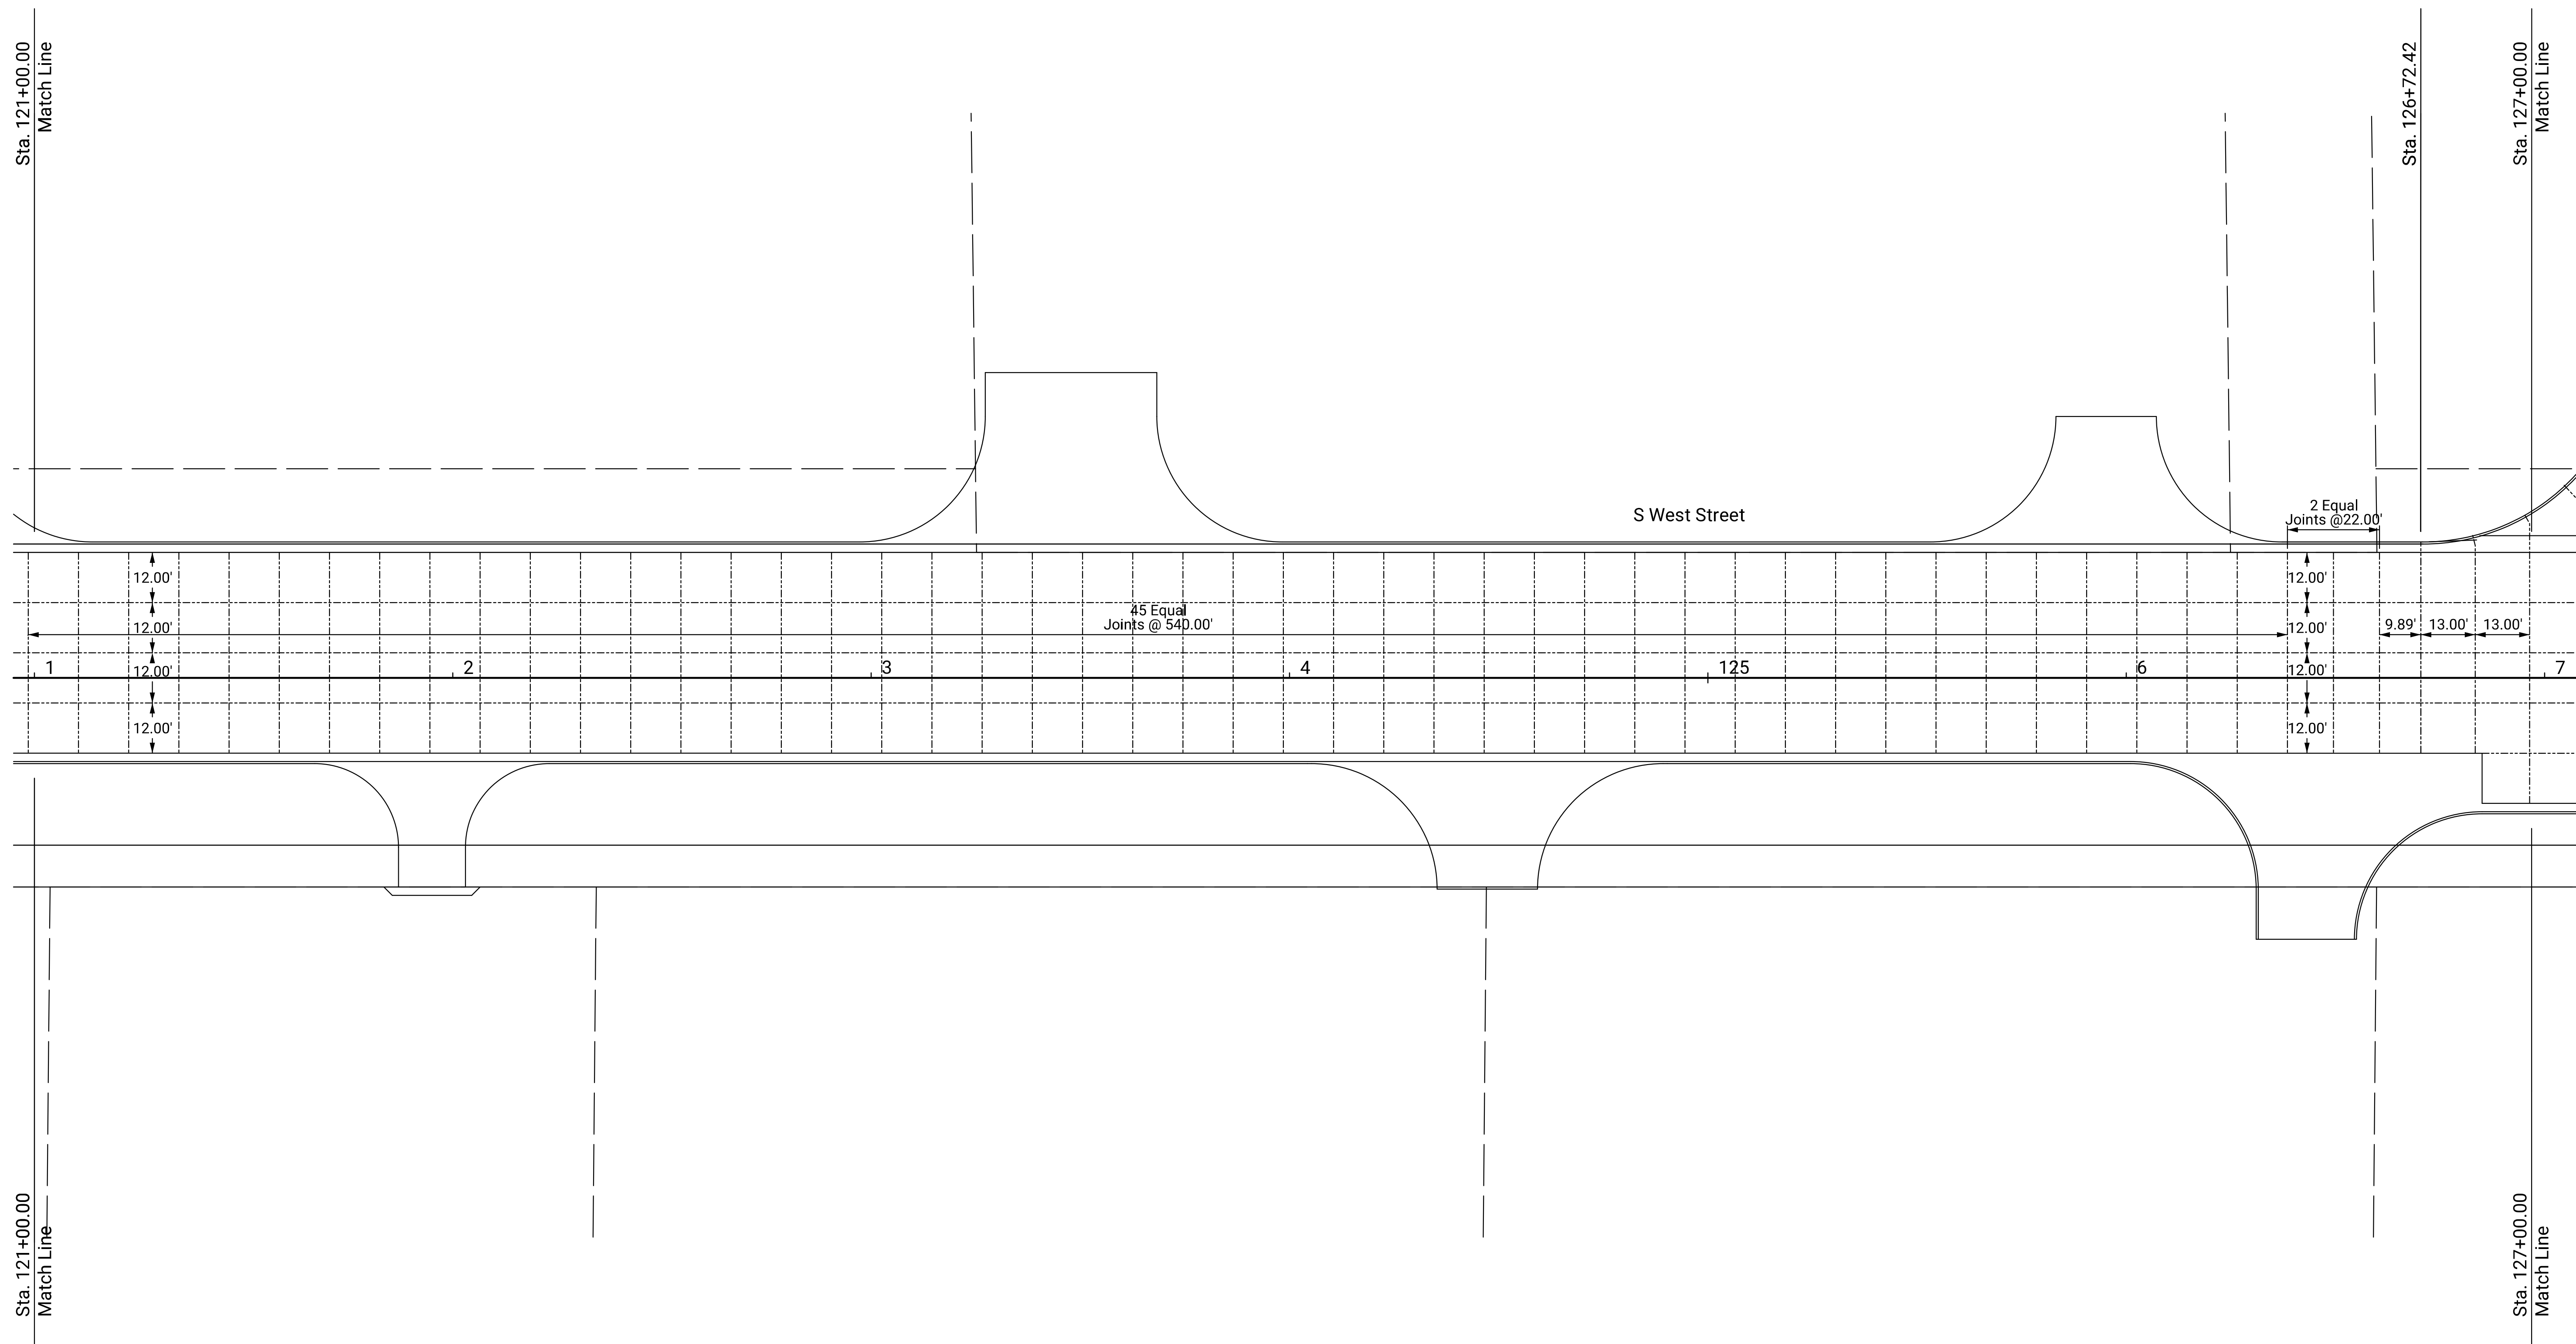 Sta. 121+00.00
Match Line
Sta. 126+72.42
Sta. 127+00.00
Match Line
S West Street
2 Equal
Joints @22.00'
12.00'
12.00'
12.00'
12.00'
45 Equal
Joints @ 540.00'
12.00'
12.00'
12.00'
12.00'
9.89'
13.00'
13.00'
1
2
3
4
125
6
7
Sta. 121+00.00
Match Line
Sta. 127+00.00
Match Line